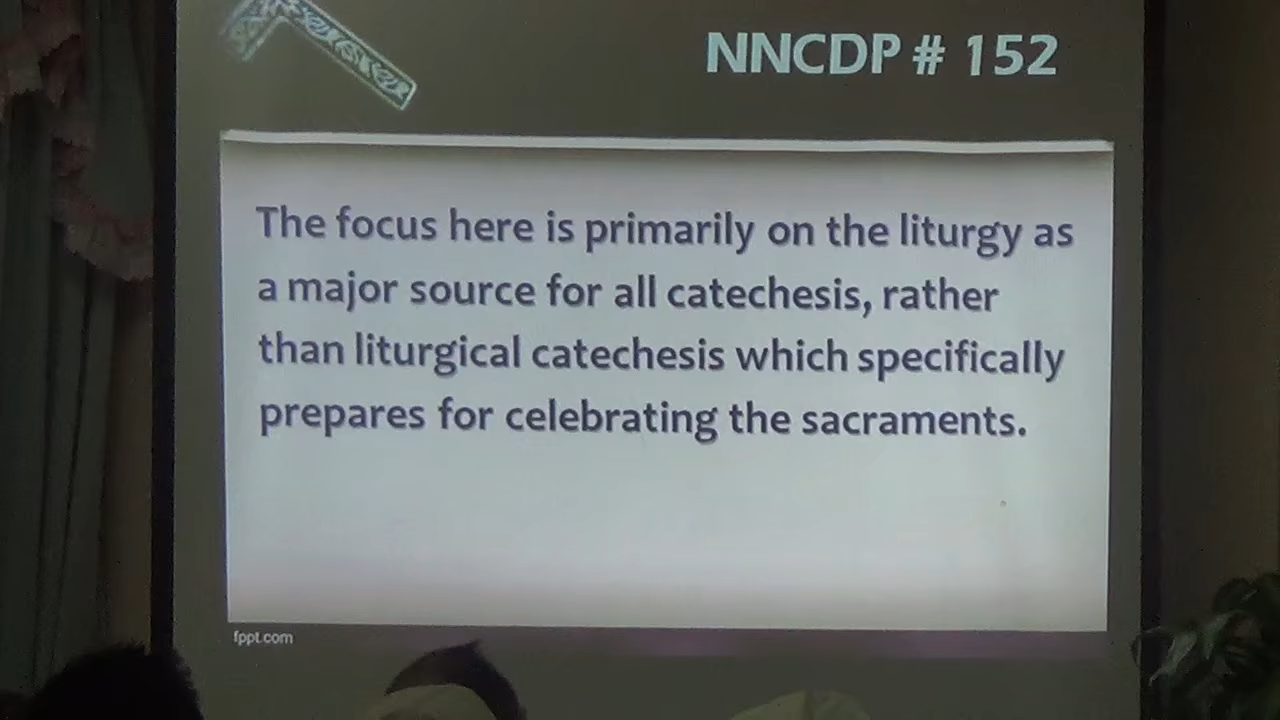 NNCDP # 152
The focus here is primarily on the liturgy as
a major source for all catechesis, rather
than liturgical catechesis which specifically
prepares for celebrating the sacraments.
fppt.com